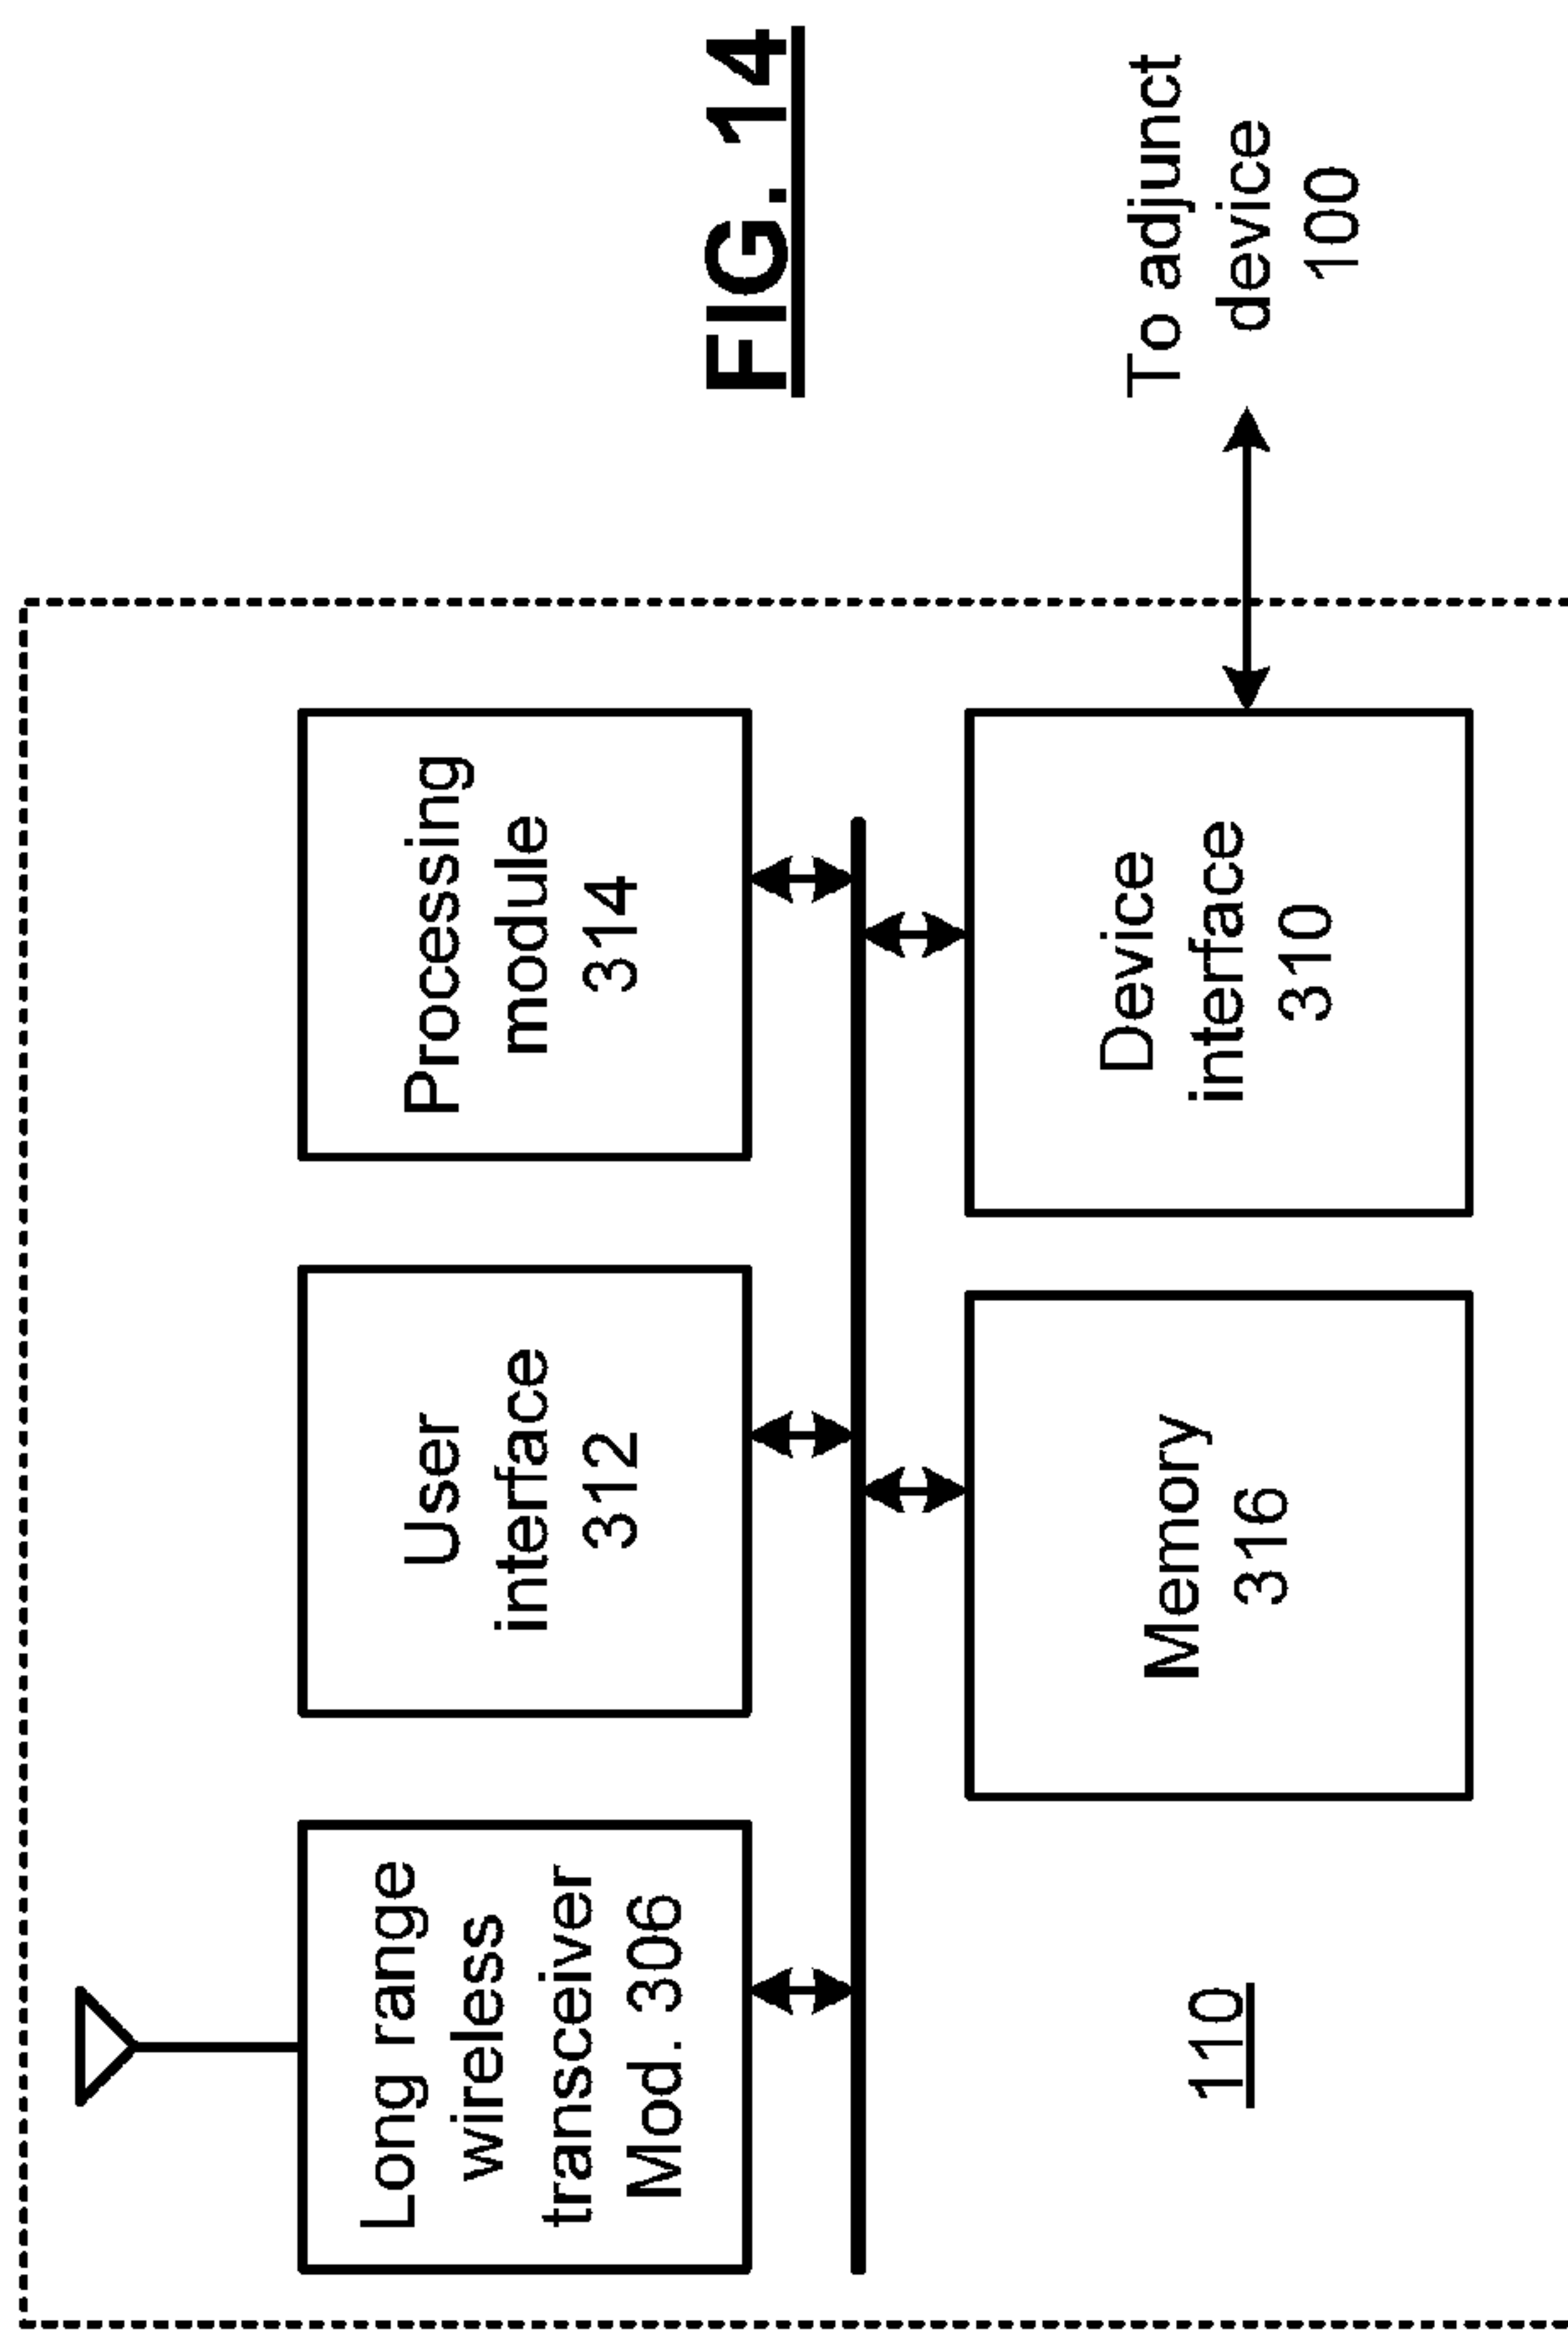 Long range
wireless
transceiver
Mod. 306
User
interface
312
Processing
module
314
FIG. 14
110
Memory
316
Device
interface
310
To adjunct
device
100